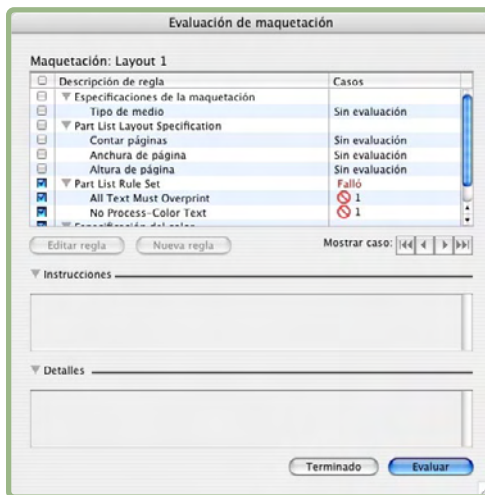 Evaluación de maquetación
Maquetación: Layout 1
Descripción de regla Casos
Especificaciones de la maquetación
Tipo de medio Sin evaluación
Part List Layout Specification
Contar páginas Sin evaluación
Anchura de página Sin evaluación
Altura de página Sin evaluación
Part List Rule Set Falló
All Text Must Overprint 1
No Process-Color Text 1
Editar regla Nueva regla Mostrar caso:
Instrucciones
Detalles
Terminado Evaluar